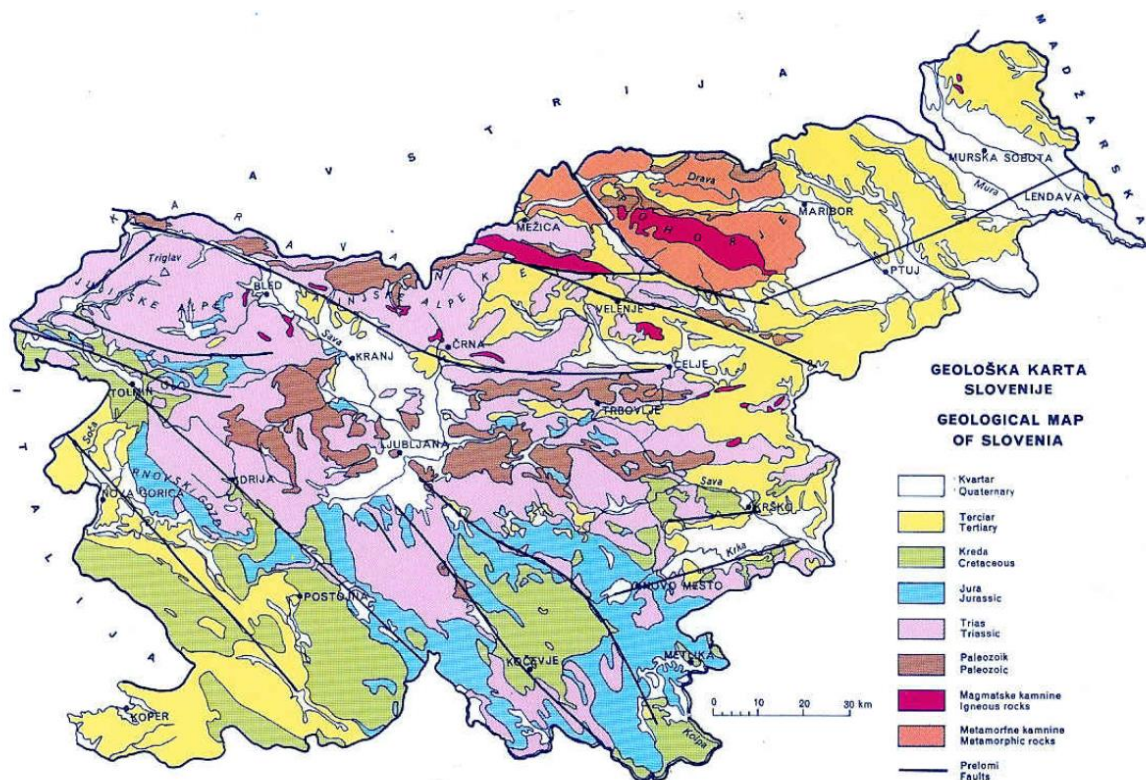 MADŽARSKA
AVSTRIJA
MURSKA SOBOTA
Mura
LENDAVA
Drava
POHORJE
MARIBOR
PTUJ
KARAVANKE
MEŽICA
Triglav
JULIJSKE ALPE
BLED
KAMNIŠKE ALPE
VELENJE
Sava
KRANJ
ČRNA
CELJE
TOLMIN
TRBOVLJE
ITALIJA
Soča
LJUBLJANA
IDRIJA
NOVA GORICA
Sava
KRŠKO
Krka
NOVO MESTO
POSTOJNA
METLIKA
KOČEVJE
KOPER
Kolpa
0 10 20 30 km
GEOLOŠKA KARTA
SLOVENIJE
GEOLOGICAL MAP
OF SLOVENIA
Kvartar
Quaternary
Terciar
Tertiary
Kreda
Cretaceous
Jura
Jurassic
Trias
Triassic
Paleozoik
Paleozoic
Magmatske kamnine
Igneous rocks
Metamorfne kamnine
Metamorphic rocks
Prelomi
Faults